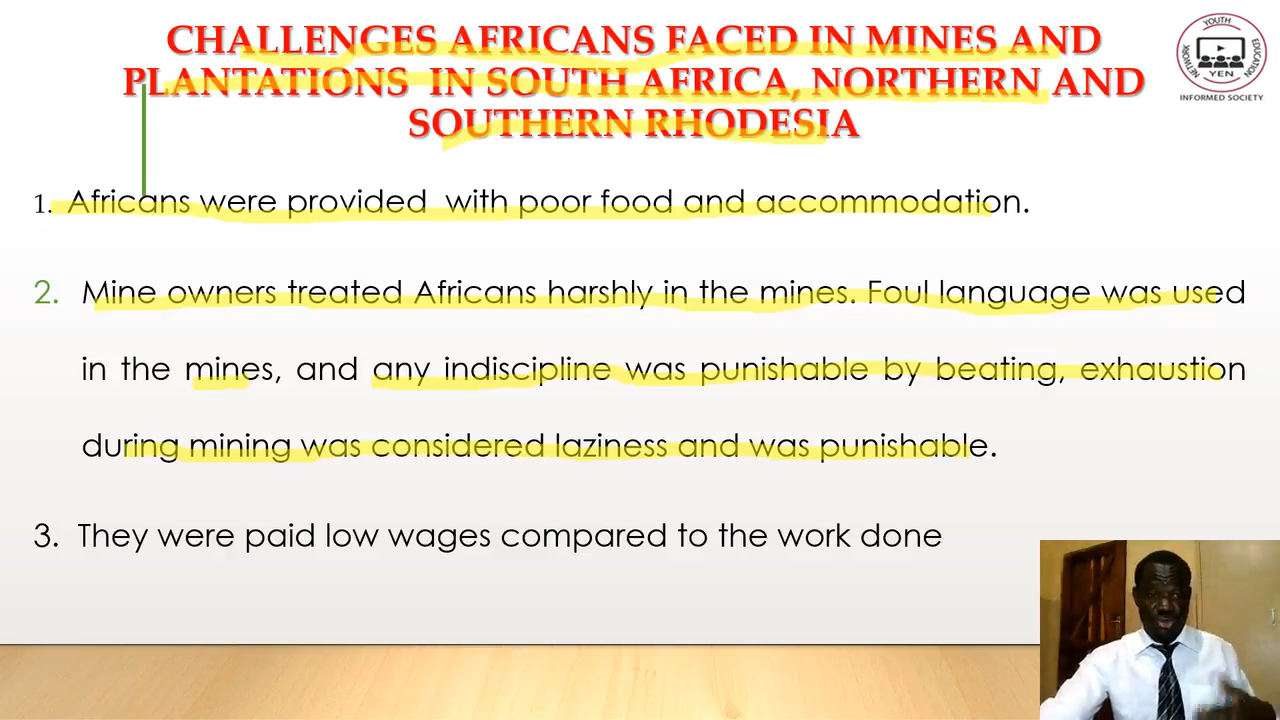 CHALLENGES AFRICANS FACED IN MINES AND
PLANTATIONS IN SOUTH AFRICA, NORTHERN AND
SOUTHERN RHODESIA
YOUTH
EDUCATION
NETWORK
YEN
INFORMED SOCIETY
1. Africans were provided with poor food and accommodation.
2. Mine owners treated Africans harshly in the mines. Foul language was used
in the mines, and any indiscipline was punishable by beating, exhaustion
during mining was considered laziness and was punishable.
3. They were paid low wages compared to the work done